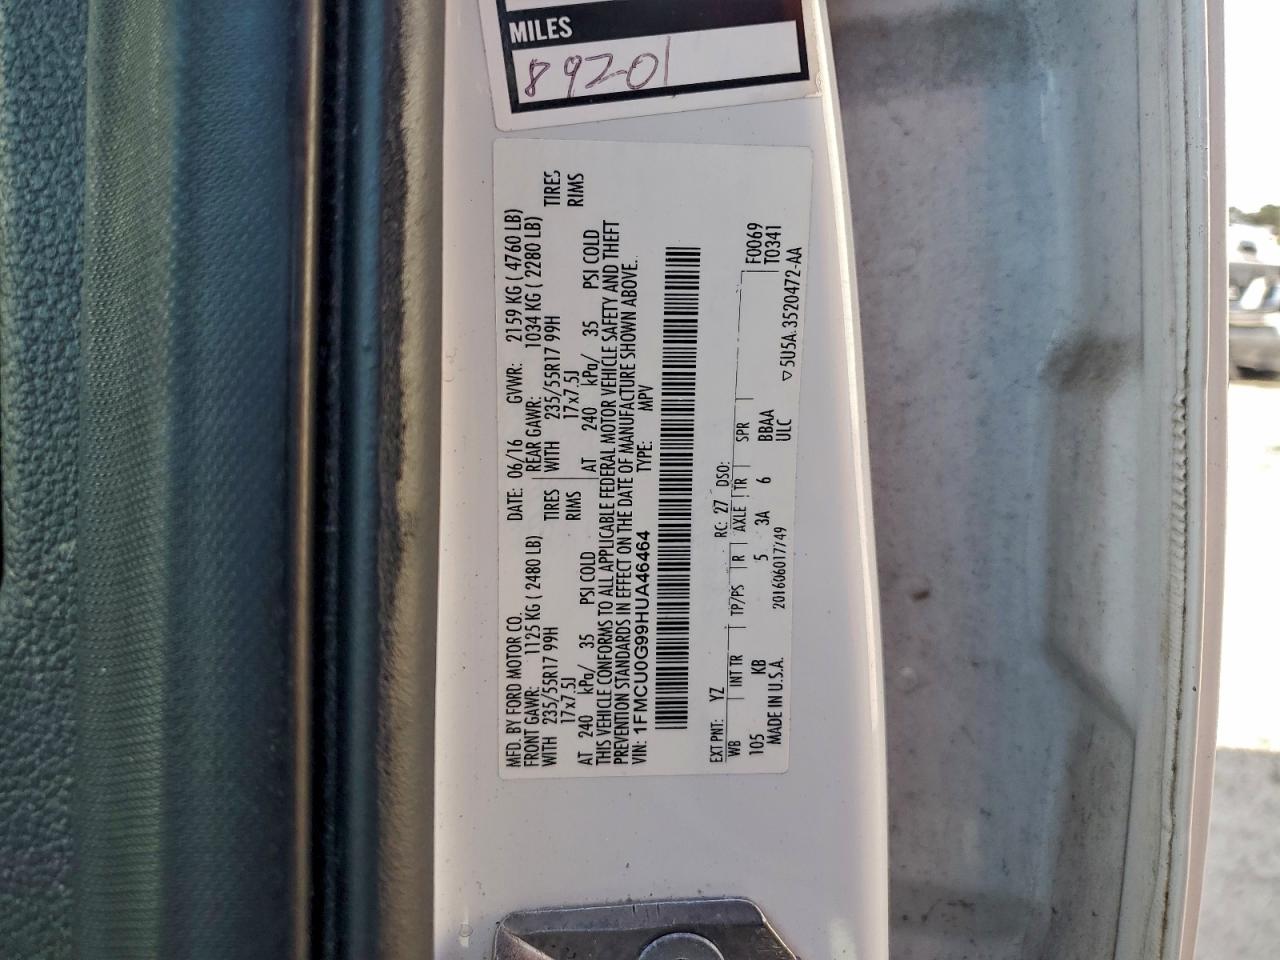 MILES
89201
MFD. BY FORD MOTOR CO.
DATE: 06/16 GVWR: 2159 KG ( 4760 LB)
FRONT GAWR: 1125 KG ( 2480 LB) REAR GAWR: 1034 KG ( 2280 LB)
WITH 235/55R17 99H TIRES WITH 235/55R17 99H TIRES
17x7.5J RIMS 17x7.5J RIMS
AT 240 kPa/ 35 PSI COLD AT 240 kPa/ 35 PSI COLD
THIS VEHICLE CONFORMS TO ALL APPLICABLE FEDERAL MOTOR VEHICLE SAFETY AND THEFT
PREVENTION STANDARDS IN EFFECT ON THE DATE OF MANUFACTURE SHOWN ABOVE.
VIN: 1FMCU0G99HUA46464 TYPE: MPV
EXT PNT: YZ RC: 27 DSO: F0069
WB INT TR TP/PS R AXLE TR SPR T0341
105 KB 5 3A 6 BBAA
MADE IN U.S.A. 201606017/49 ULC
▽5U5A.3520472-AA